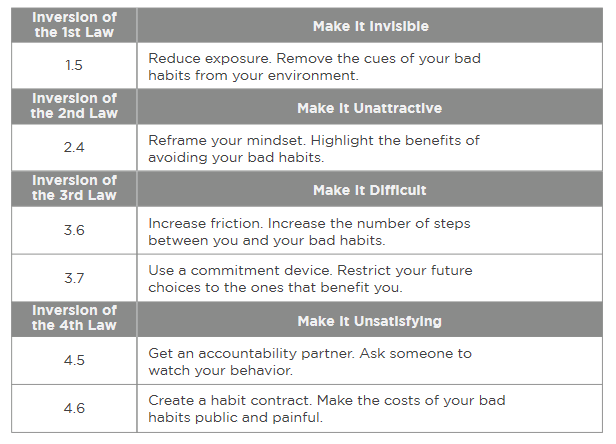 Inversion of
the 1st Law
Make It Invisible
1.5
Reduce exposure. Remove the cues of your bad
habits from your environment.
Inversion of
the 2nd Law
Make It Unattractive
2.4
Reframe your mindset. Highlight the benefits of
avoiding your bad habits.
Inversion of
the 3rd Law
Make It Difficult
3.6
Increase friction. Increase the number of steps
between you and your bad habits.
3.7
Use a commitment device. Restrict your future
choices to the ones that benefit you.
Inversion of
the 4th Law
Make It Unsatisfying
4.5
Get an accountability partner. Ask someone to
watch your behavior.
4.6
Create a habit contract. Make the costs of your bad
habits public and painful.